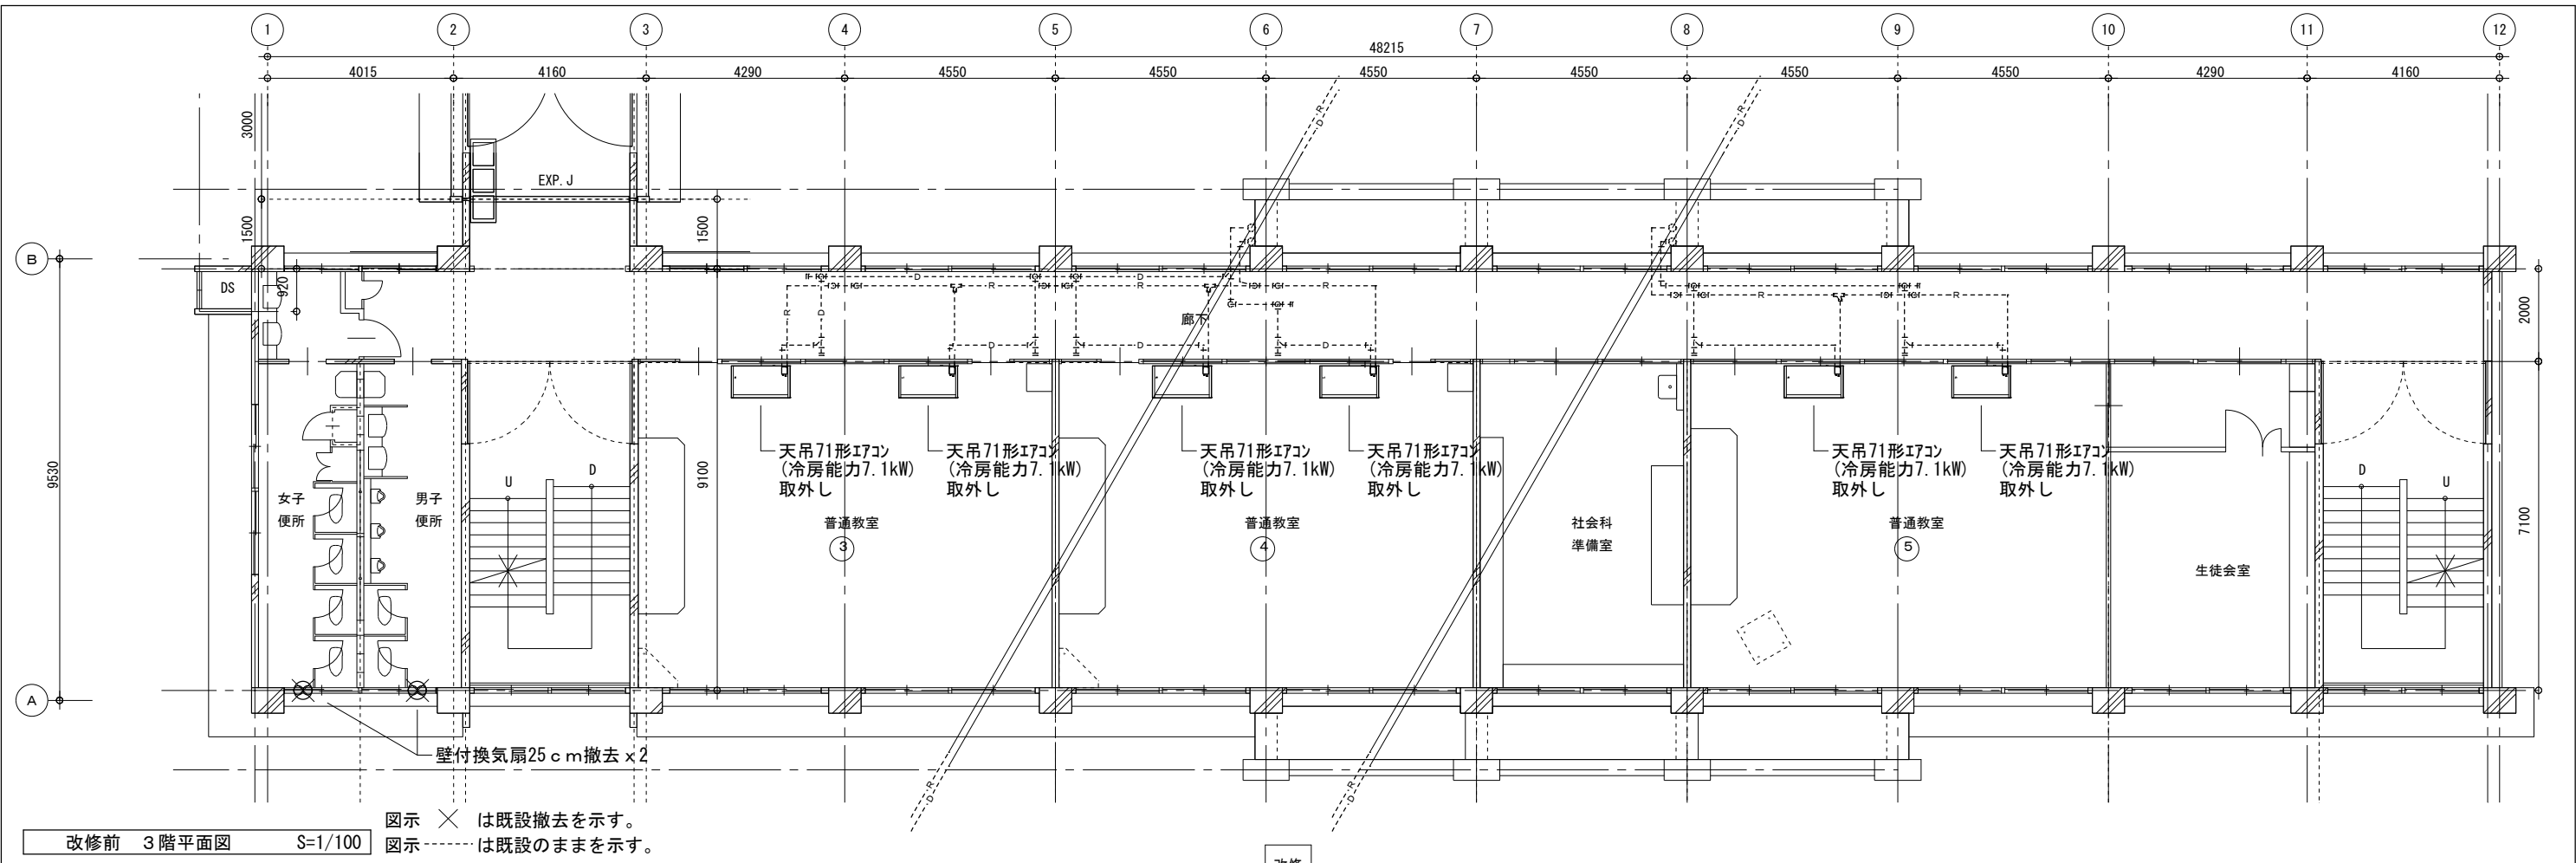 1 2 3 4 5 6 7 8 9 10 11 12
48215
4015 4160 4290 4550 4550 4550 4550 4550 4550 4290 4160
3000
R
D
R
D
EXP.J
1500
1500
B
DS
920
D D
R R R R R
R D
廊下
2000
D D D
9530
9100
7100
天吊71形ｴｱｺﾝ
(冷房能力7.1kW)
取外し
天吊71形ｴｱｺﾝ
(冷房能力7.1kW)
取外し
天吊71形ｴｱｺﾝ
(冷房能力7.1kW)
取外し
天吊71形ｴｱｺﾝ
(冷房能力7.1kW)
取外し
天吊71形ｴｱｺﾝ
(冷房能力7.1kW)
取外し
天吊71形ｴｱｺﾝ
(冷房能力7.1kW)
取外し
U D
D U
女子
便所
男子
便所
普通教室
3
普通教室
4
社会科
準備室
普通教室
5
生徒会室
A
壁付換気扇25ｃｍ撤去ｘ2
R
D
R
D
図示 × は既設撤去を示す。
図示 ------ は既設のままを示す。
改修前 3階平面図 S=1/100